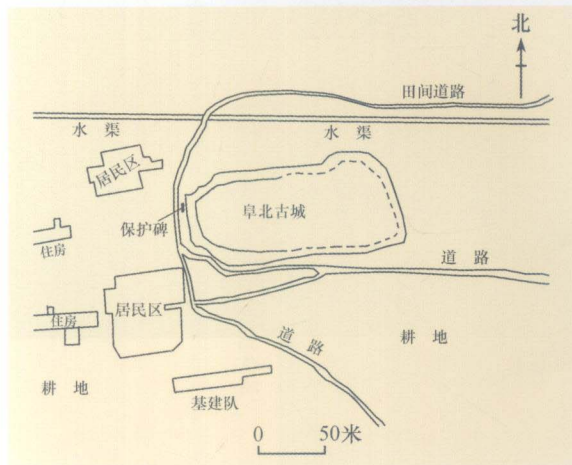 北
田间道路
水 渠
水 渠
居民区
阜北古城
保护碑
住房
道 路
居民区
住房
道 路
耕 地
耕 地
基建队
0
50米